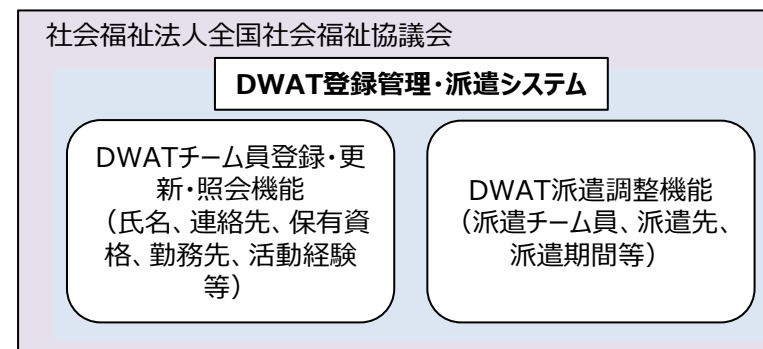 社会福祉法人全国社会福祉協議会
DWAT登録管理・派遣システム
DWATチーム員登録・更
新・照会機能
（氏名、連絡先、保有資
格、勤務先、活動経験
等）
DWAT派遣調整機能
（派遣チーム員、派遣先、
派遣期間等）